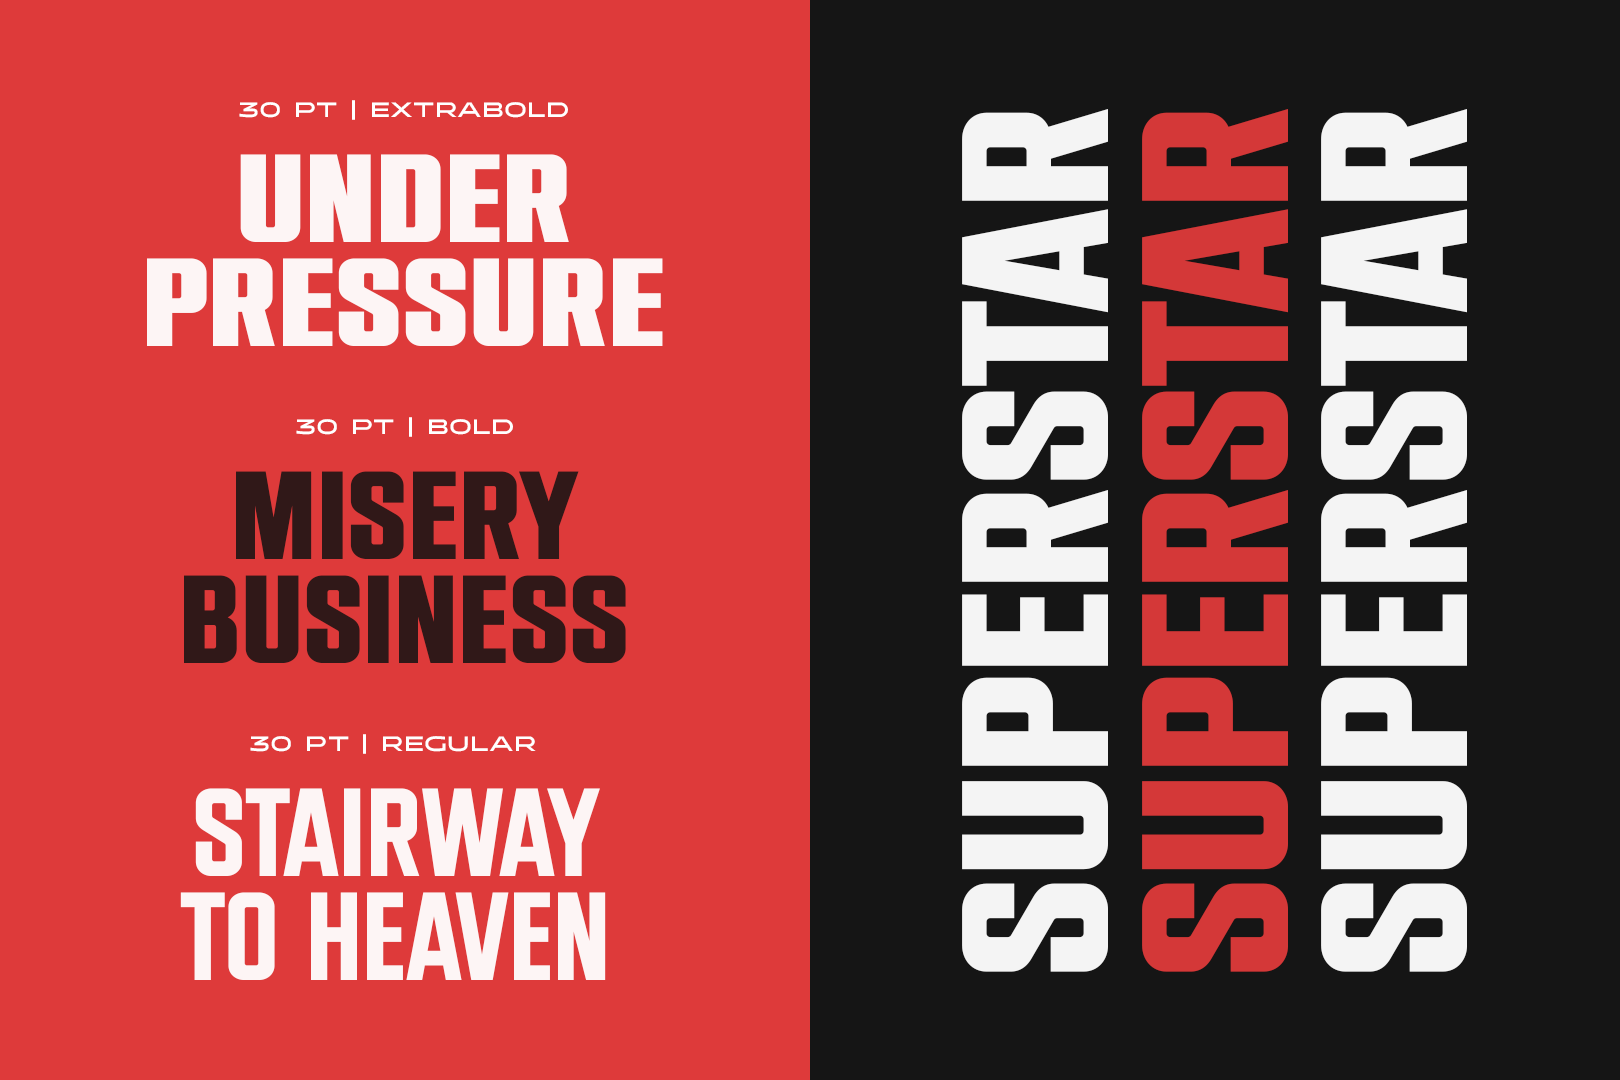 30 PT | EXTRABOLD
UNDER
PRESSURE
30 PT | BOLD
MISERY
BUSINESS
30 PT | REGULAR
STAIRWAY
TO HEAVEN
SUPERSTAR
SUPERSTAR
SUPERSTAR